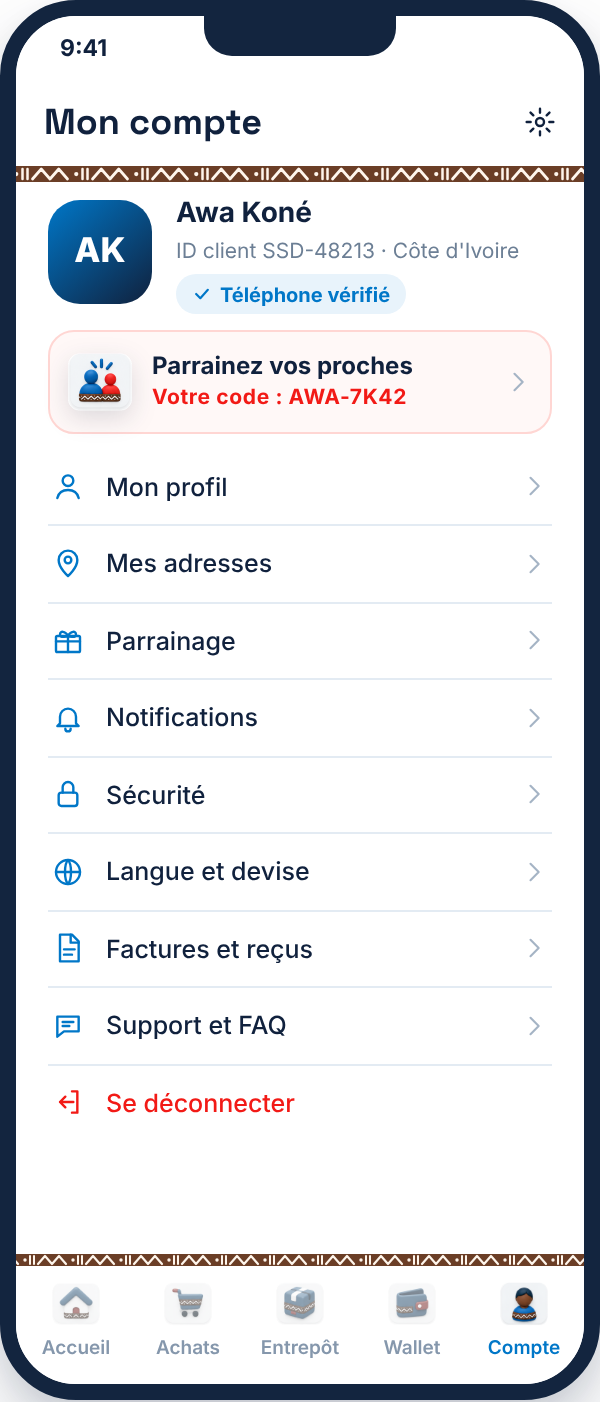 9:41
Mon compte
AK
Awa Koné
ID client SSD-48213 · Côte d'Ivoire
Téléphone vérifié
Parrainez vos proches
Votre code : AWA-7K42
Mon profil
Mes adresses
Parrainage
Notifications
Sécurité
Langue et devise
Factures et reçus
Support et FAQ
Se déconnecter
Accueil Achats Entrepôt Wallet Compte